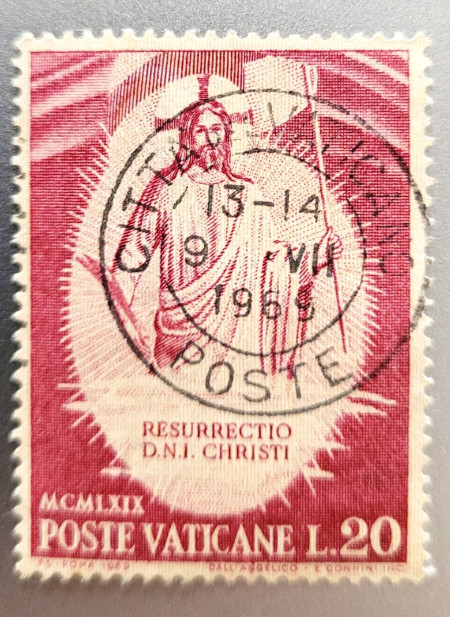 CITTA DEL VATICANO
13-14
9 VII
1969
POSTE
RESURRECTIO
D.N.I. CHRISTI
MCMLXIX
POSTE VATICANE L.20
P.S. ROMA 1969 DALL'ANGELICO - E. DONNINI INC.